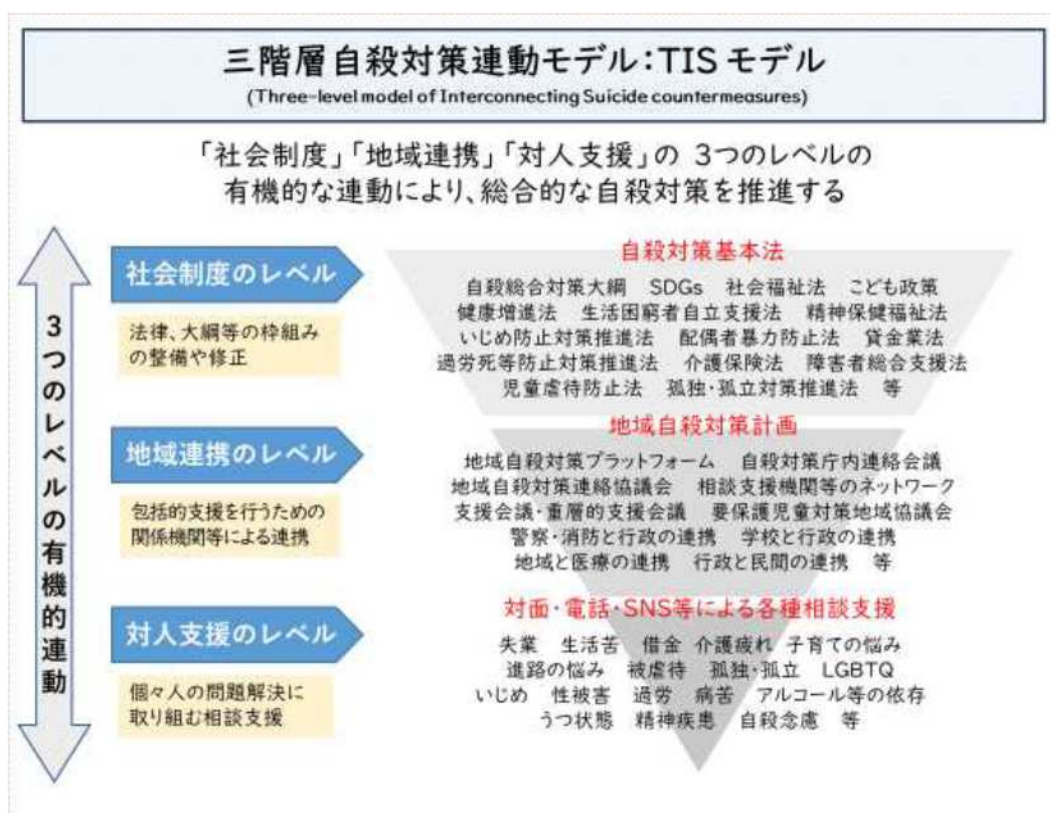 三階層自殺対策連動モデル:TISモデル
(Three-level model of Interconnecting Suicide countermeasures)
「社会制度」「地域連携」「対人支援」の 3つのレベルの
有機的な連動により、総合的な自殺対策を推進する
3つのレベルの有機的連動
社会制度のレベル
法律、大綱等の枠組み
の整備や修正
自殺対策基本法
自殺総合対策大綱 SDGs 社会福祉法 こども政策
健康増進法 生活困窮者自立支援法 精神保健福祉法
いじめ防止対策推進法 配偶者暴力防止法 貸金業法
過労死等防止対策推進法 介護保険法 障害者総合支援法
児童虐待防止法 孤独・孤立対策推進法 等
地域連携のレベル
包括的支援を行うための
関係機関等による連携
地域自殺対策計画
地域自殺対策プラットフォーム 自殺対策庁内連絡会議
地域自殺対策連絡協議会 相談支援機関等のネットワーク
支援会議・重層的支援会議 要保護児童対策地域協議会
警察・消防と行政の連携 学校と行政の連携
地域と医療の連携 行政と民間の連携 等
対人支援のレベル
個々人の問題解決に
取り組む相談支援
対面・電話・SNS等による各種相談支援
失業 生活苦 借金 介護疲れ 子育ての悩み
進路の悩み 被虐待 孤独・孤立 LGBTQ
いじめ 性被害 過労 病苦 アルコール等の依存
うつ状態 精神疾患 自殺念慮 等